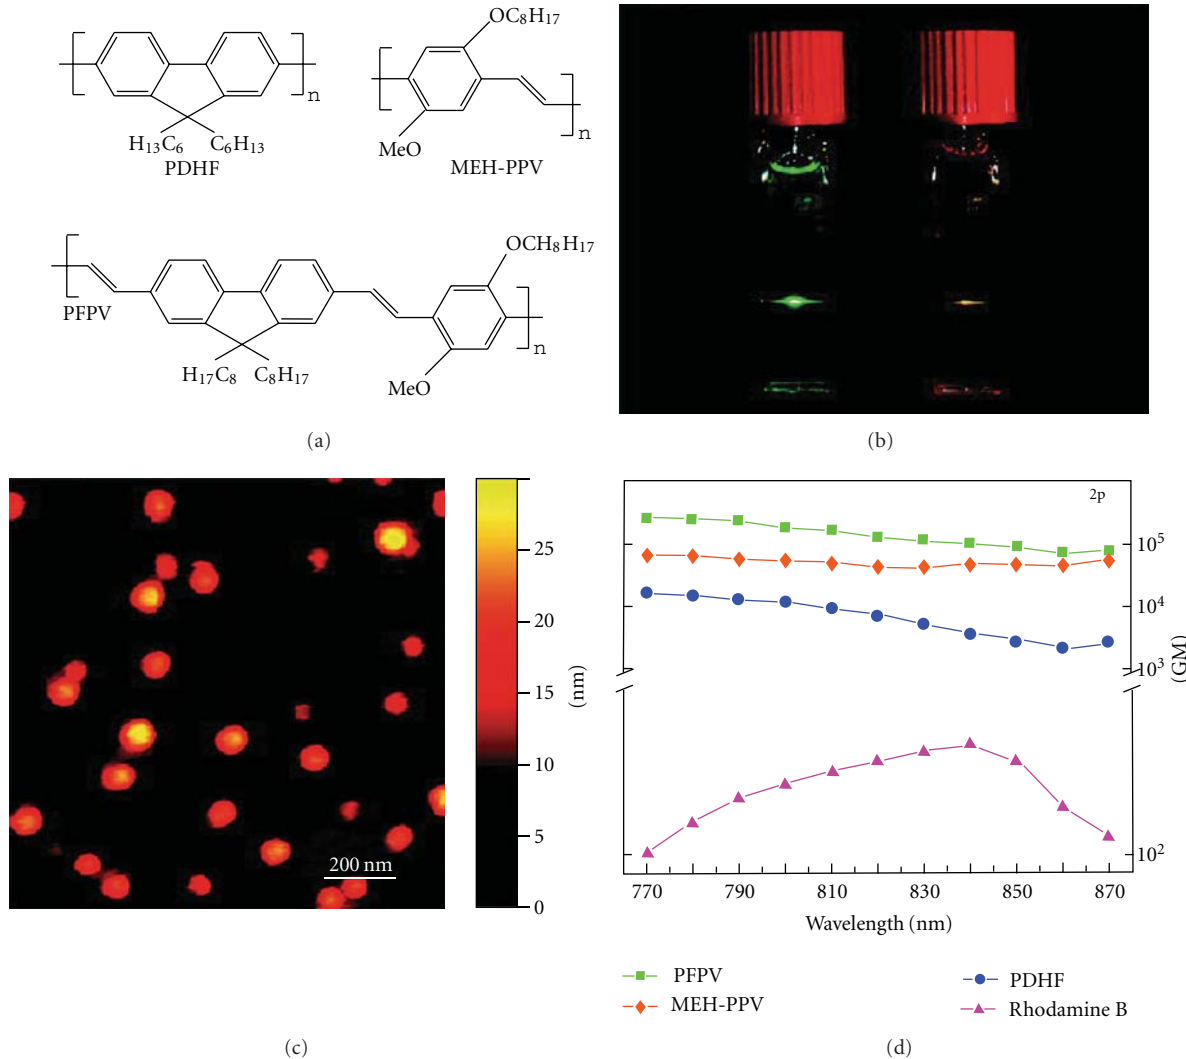 OC8H17
n
n
H13C6 C6H13
PDHF
MeO
MEH-PPV
OCH8H17
PFPV
n
H17C8 C8H17
MeO
(a)
(b)
25
20
15
10
5
0
(nm)
200 nm
(c)
2p
10^5
10^4
10^3
10^2
(GM)
770 790 810 830 850 870
Wavelength (nm)
PFPV
MEH-PPV
PDHF
Rhodamine B
(d)